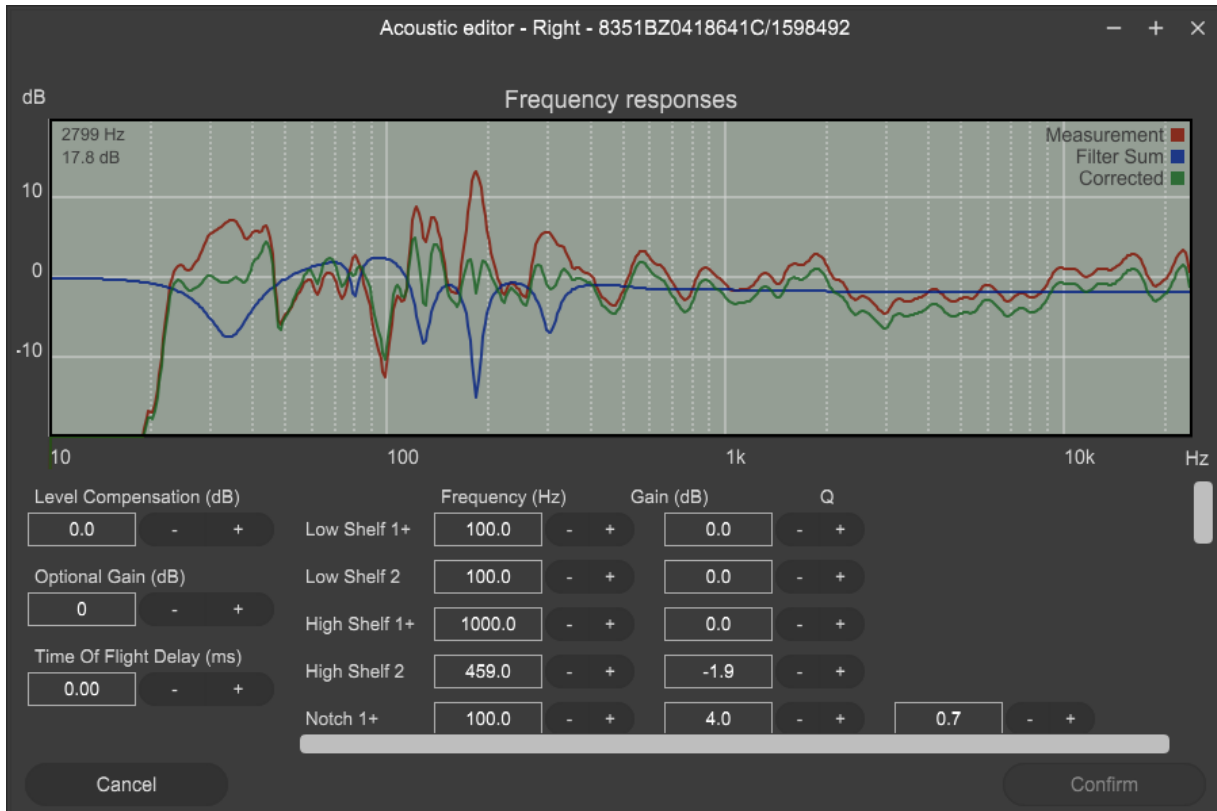 Acoustic editor - Right - 8351BZ0418641C/1598492
dB
Frequency responses
2799 Hz
17.8 dB
Measurement
Filter Sum
Corrected
10
0
-10
10 100 1k 10k Hz
Level Compensation (dB)
0.0 - +
Optional Gain (dB)
0 - +
Time Of Flight Delay (ms)
0.00 - +
Frequency (Hz) Gain (dB) Q
Low Shelf 1+ 100.0 - + 0.0 - +
Low Shelf 2 100.0 - + 0.0 - +
High Shelf 1+ 1000.0 - + 0.0 - +
High Shelf 2 459.0 - + -1.9 - +
Notch 1+ 100.0 - + 4.0 - + 0.7 - +
Cancel
Confirm